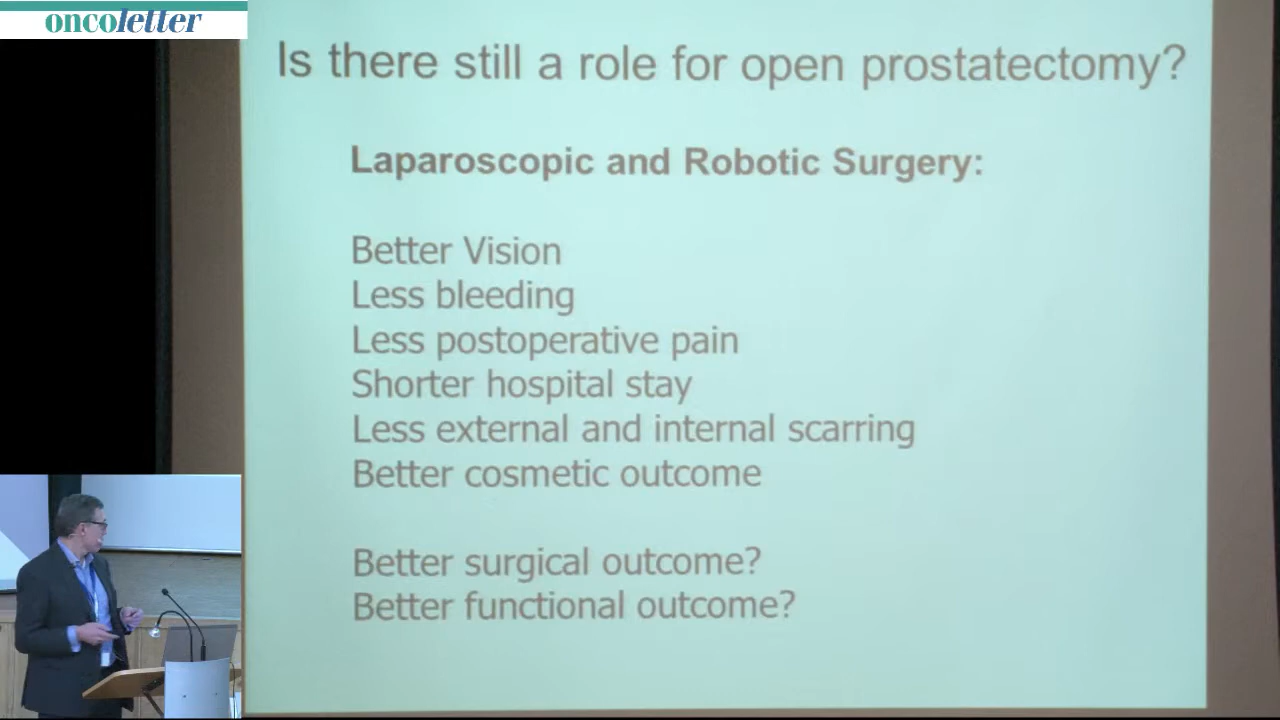 oncoletter
Is there still a role for open prostatectomy?
Laparoscopic and Robotic Surgery:
Better Vision
Less bleeding
Less postoperative pain
Shorter hospital stay
Less external and internal scarring
Better cosmetic outcome
Better surgical outcome?
Better functional outcome?